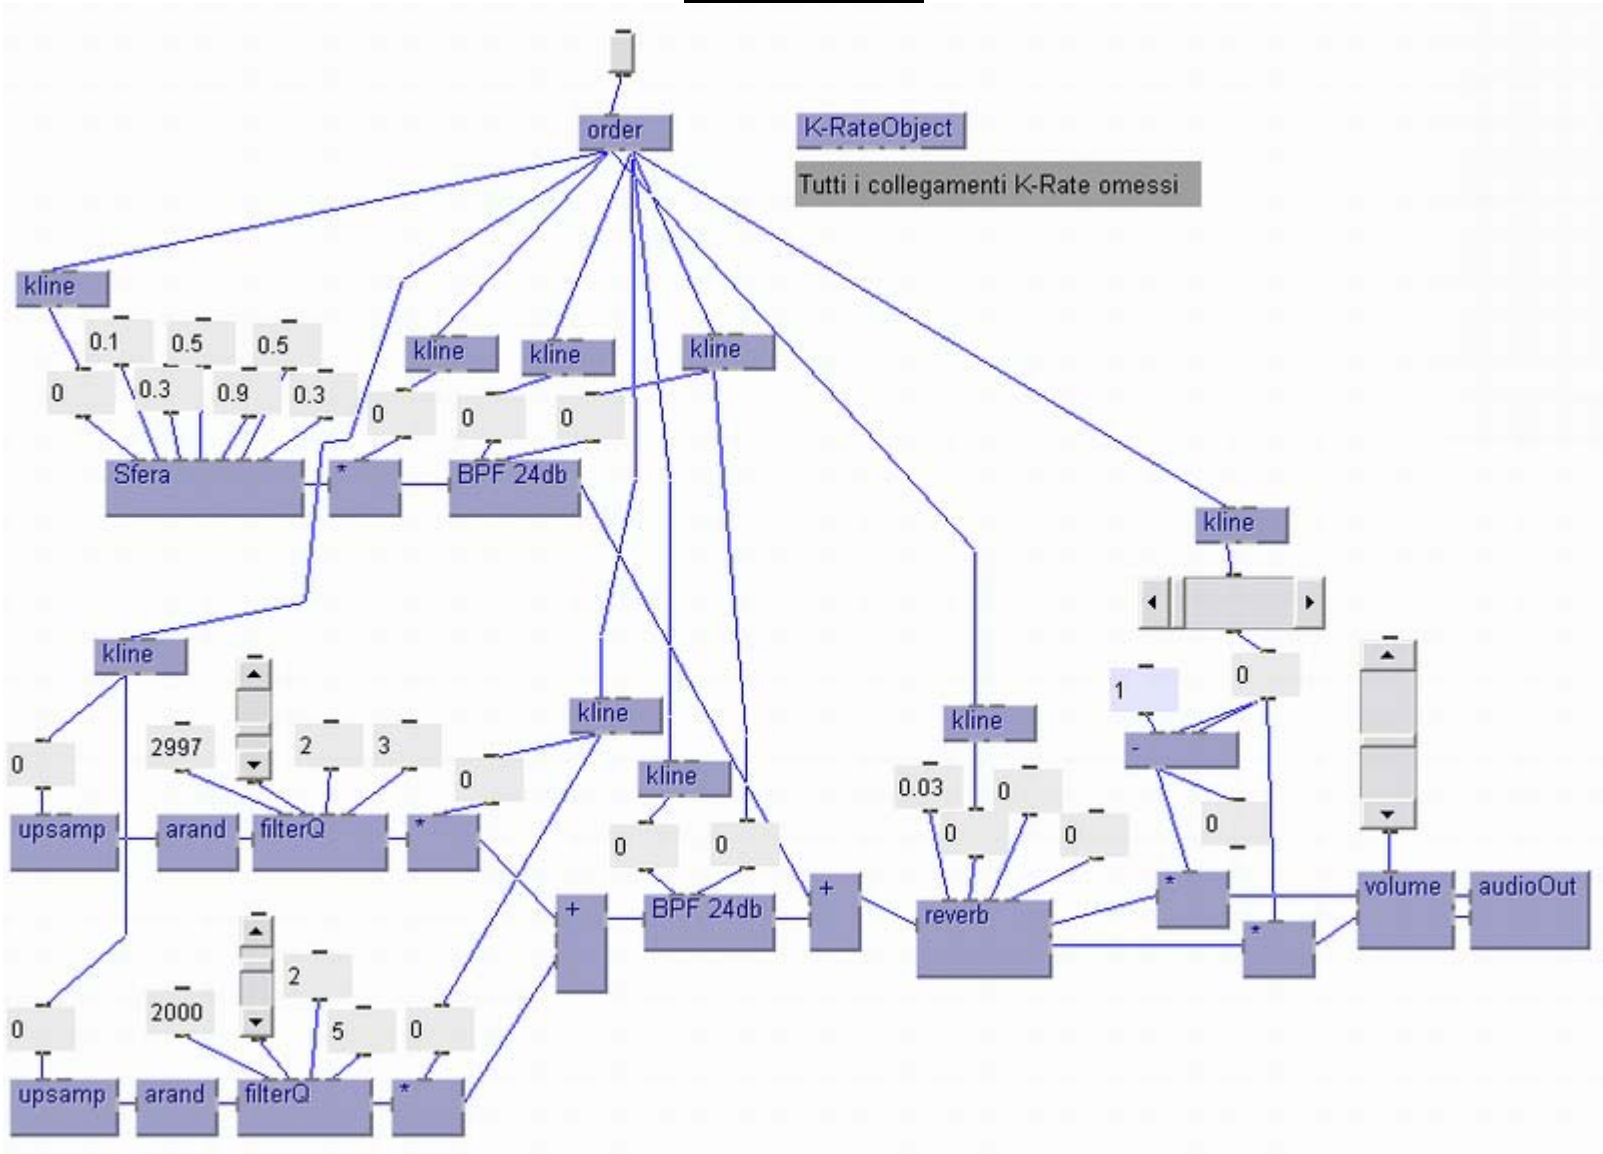 order
K-RateObject
Tutti i collegamenti K-Rate omessi
kline
0.1
0.5
0.5
kline
kline
kline
0
0.3
0.9
0.3
0
0
0
Sfera
*
BPF 24db
kline
kline
1
0
kline
kline
kline
0
2997
2
3
0
0.03
0
-
0
0
0
0
0
upsamp
arand
filterQ
*
+
BPF 24db
+
reverb
*
*
volume
audioOut
2
0
2000
5
0
upsamp
arand
filterQ
*